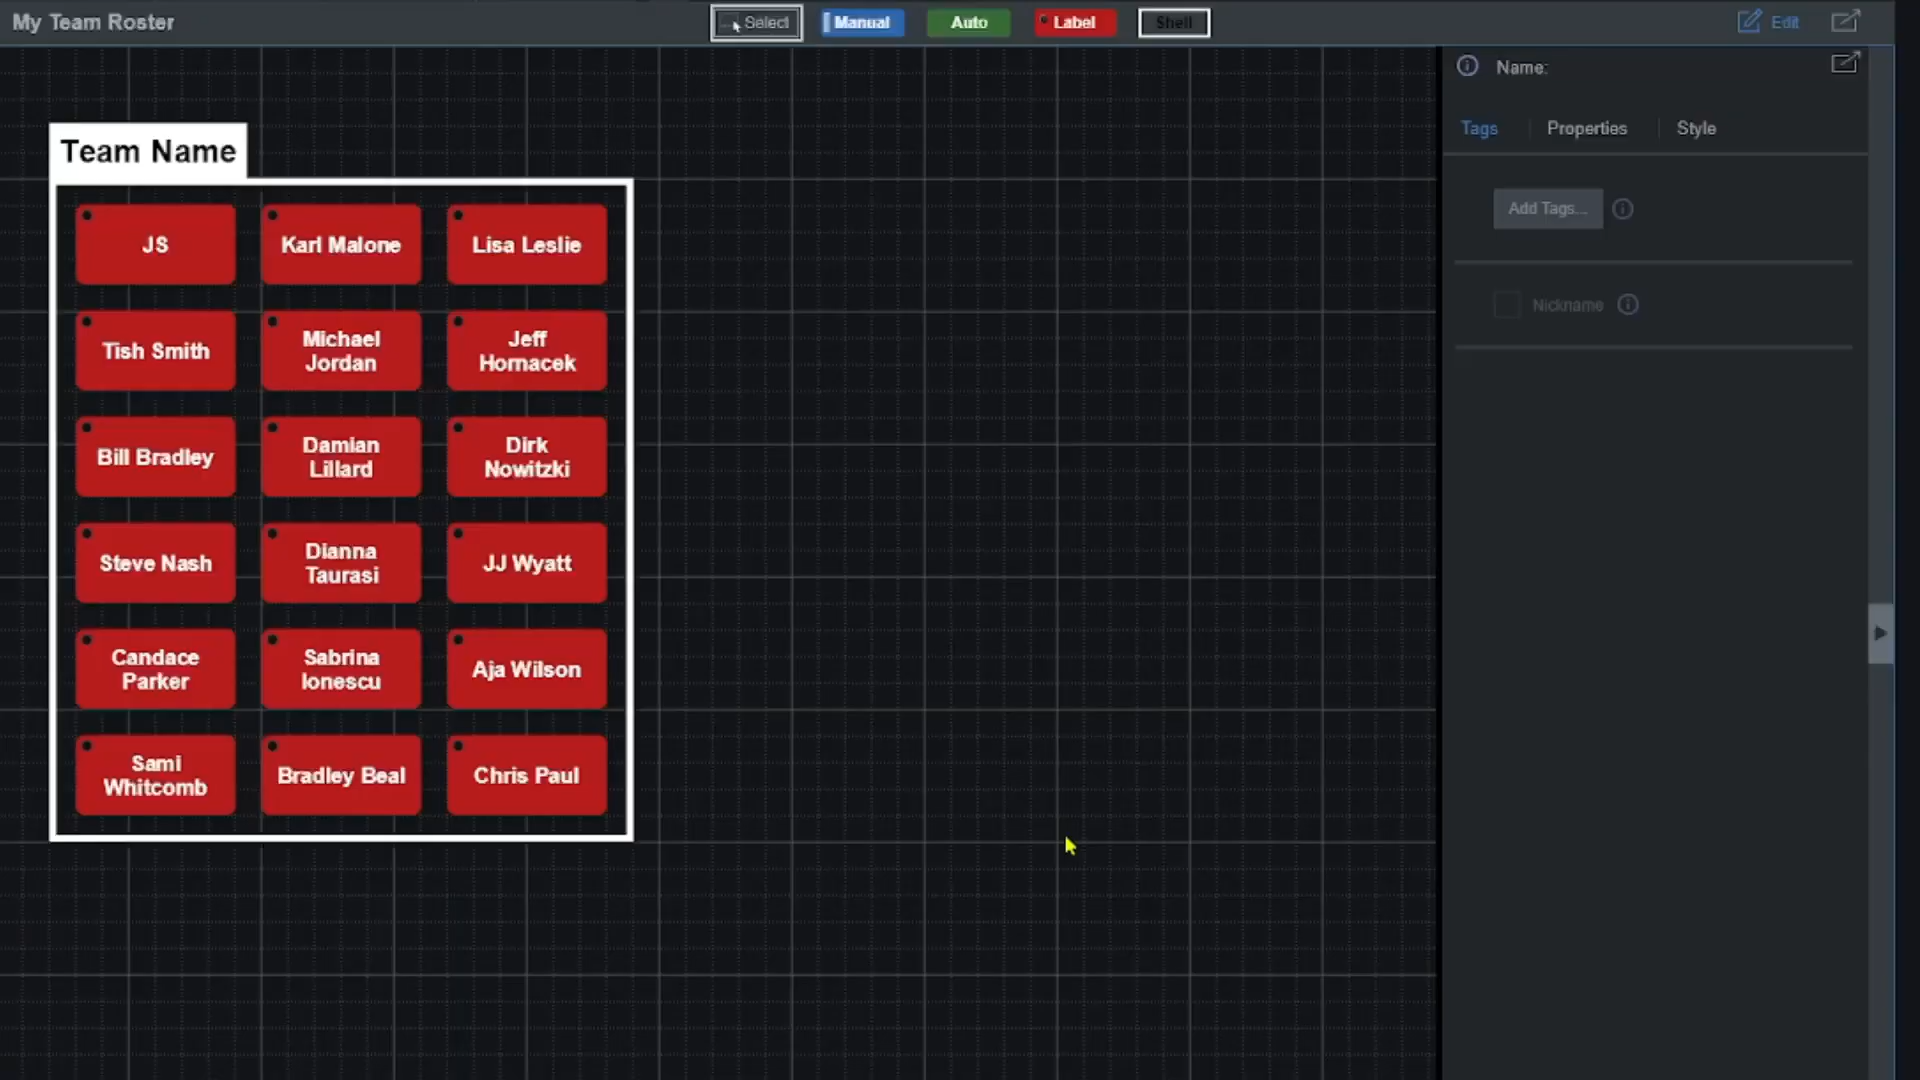 My Team Roster
Select
Manual
Auto
Label
Shell
Edit
Name:
Tags
Properties
Style
Add Tags...
Nickname
Team Name
JS
Karl Malone
Lisa Leslie
Tish Smith
Michael
Jordan
Jeff
Hornacek
Bill Bradley
Damian
Lillard
Dirk
Nowitzki
Steve Nash
Dianna
Taurasi
JJ Wyatt
Candace
Parker
Sabrina
Ionescu
Aja Wilson
Sami
Whitcomb
Bradley Beal
Chris Paul